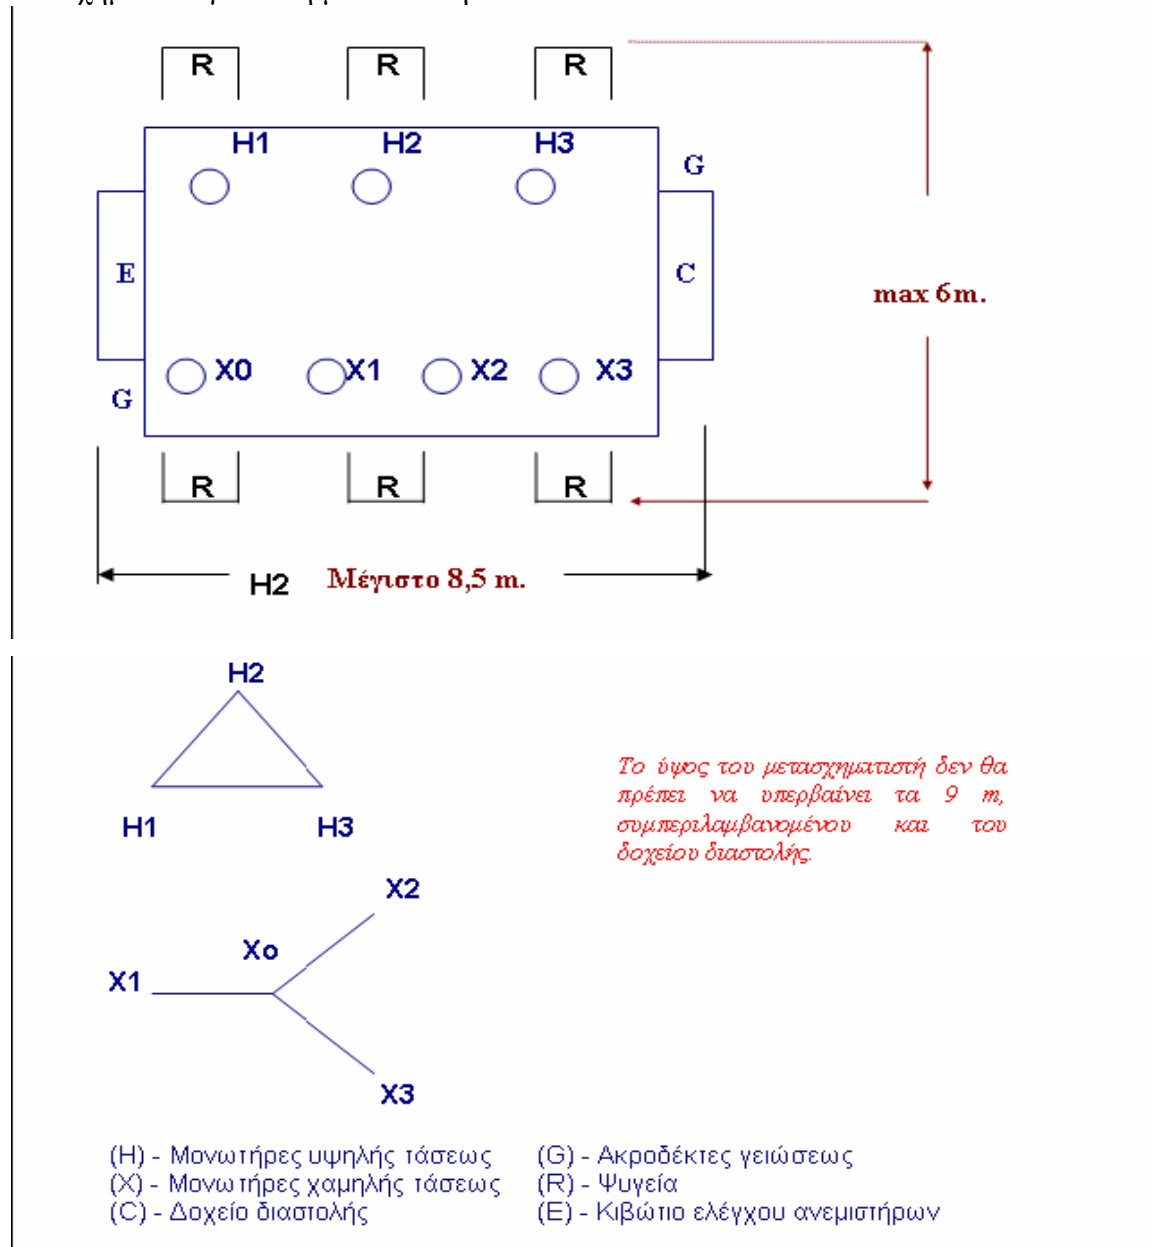 R R R
H1 H2 H3
G
E C
max 6m.
X0 X1 X2 X3
G
R R R
H2 Μέγιστο 8,5 m.
H2
Το ύψος του μετασχηματιστή δεν θα
πρέπει να υπερβαίνει τα 9 m,
συμπεριλαμβανομένου και του
δοχείου διαστολής.
H1 H3
X2
Xo
X1
X3
(H) - Μονωτήρες υψηλής τάσεως (G) - Ακροδέκτες γειώσεως
(X) - Μονωτήρες χαμηλής τάσεως (R) - Ψυγεία
(C) - Δοχείο διαστολής (E) - Κιβώτιο ελέγχου ανεμιστήρων